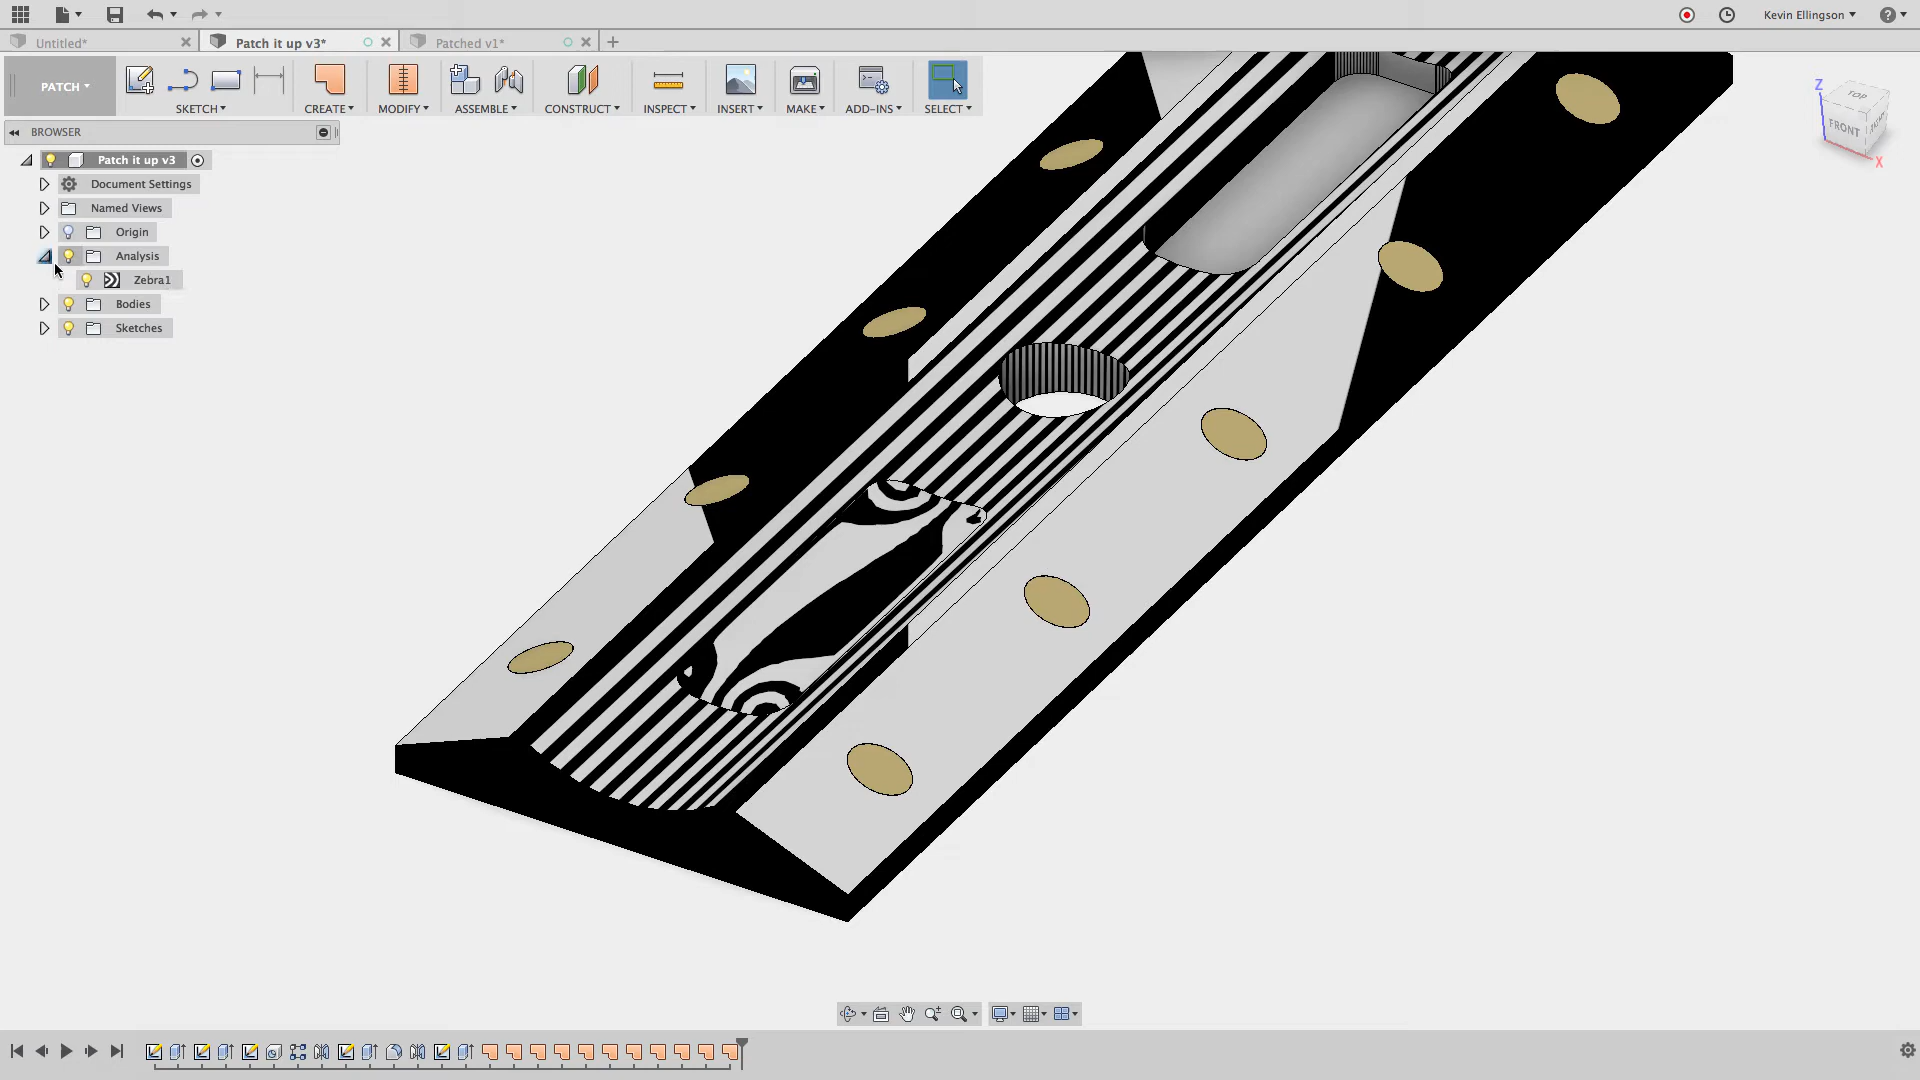 Kevin Ellingson
Untitled*
Patch it up v3*
Patched v1*
PATCH
SKETCH
CREATE
MODIFY
ASSEMBLE
CONSTRUCT
INSPECT
INSERT
MAKE
ADD-INS
SELECT
BROWSER
Patch it up v3
Document Settings
Named Views
Origin
Analysis
Zebra1
Bodies
Sketches
Z
TOP
FRONT
X